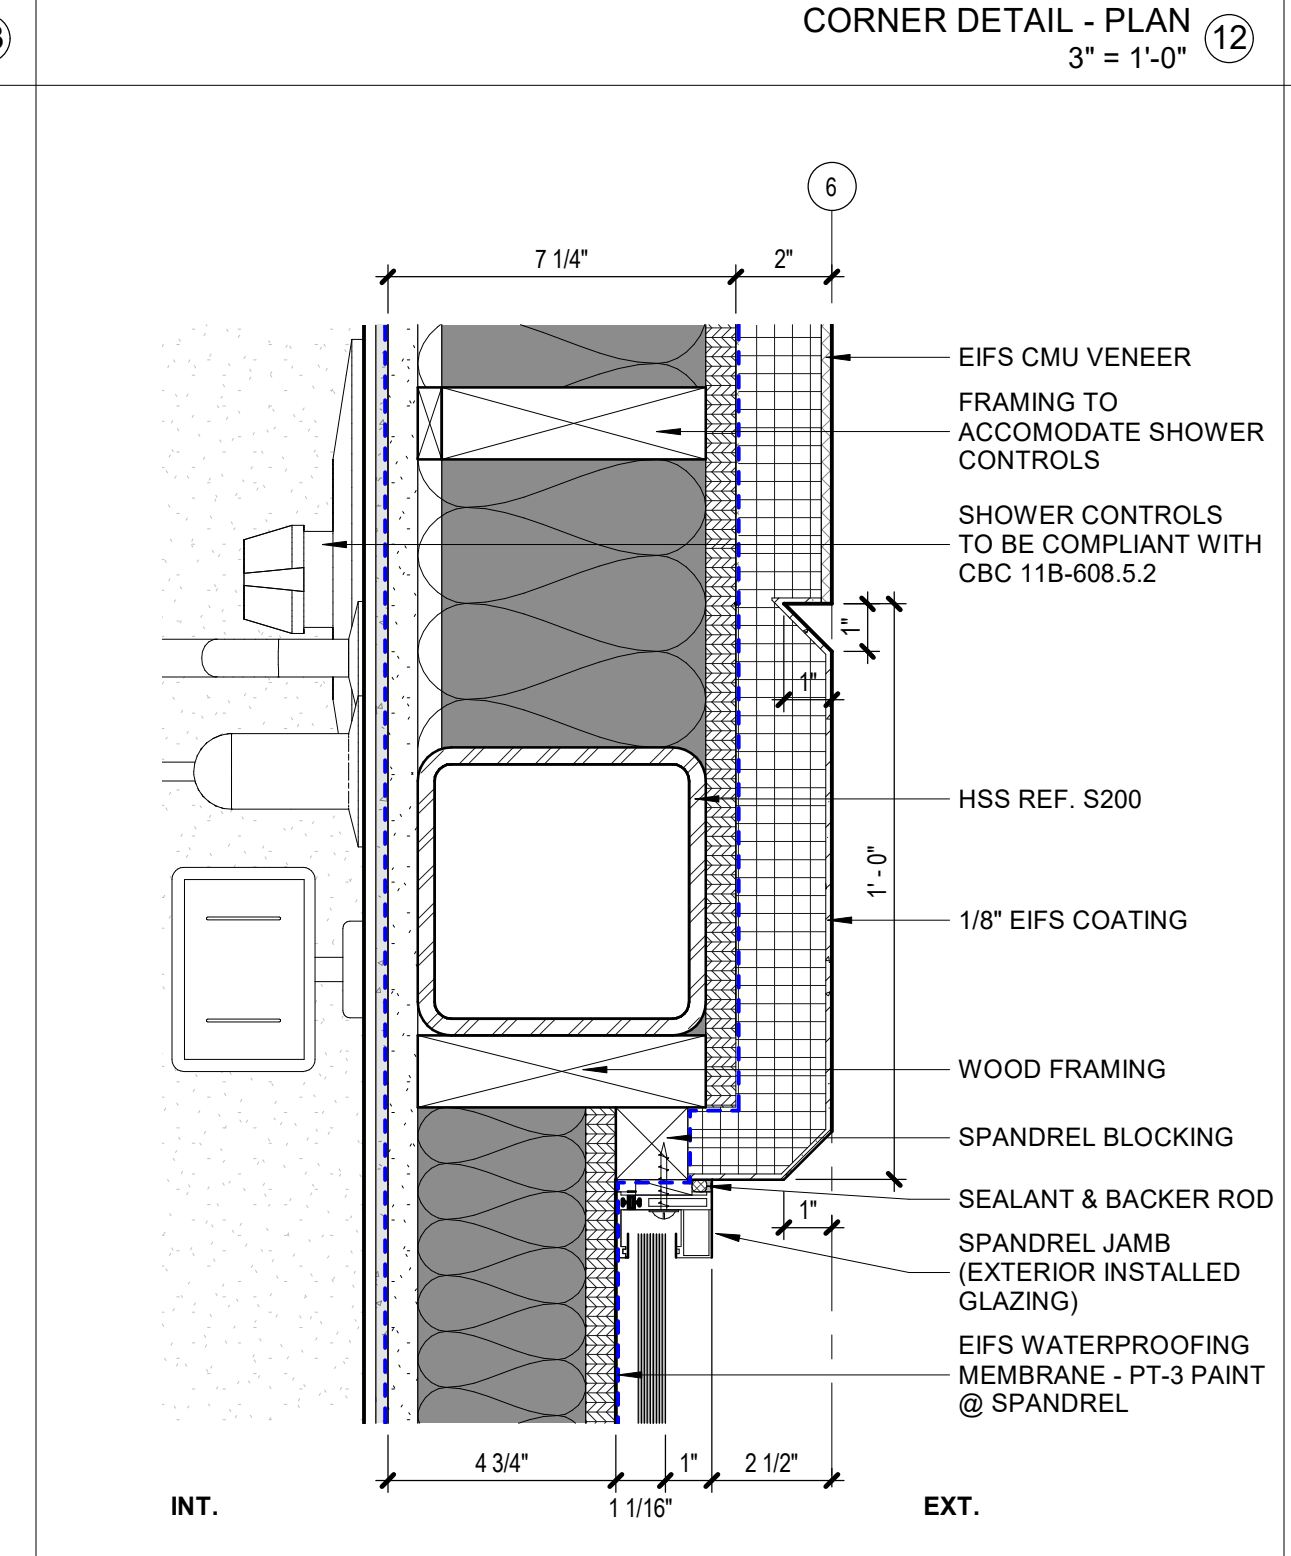 CORNER DETAIL - PLAN
12
3" = 1'-0"
6
7 1/4"
2"
EIFS CMU VENEER
FRAMING TO
ACCOMODATE SHOWER
CONTROLS
SHOWER CONTROLS
TO BE COMPLIANT WITH
CBC 11B-608.5.2
1"
1"
HSS REF. S200
1' - 0"
1/8" EIFS COATING
WOOD FRAMING
SPANDREL BLOCKING
SEALANT & BACKER ROD
1"
SPANDREL JAMB
(EXTERIOR INSTALLED
GLAZING)
EIFS WATERPROOFING
MEMBRANE - PT-3 PAINT
@ SPANDREL
4 3/4"
1 1/16"
1"
2 1/2"
INT.
EXT.